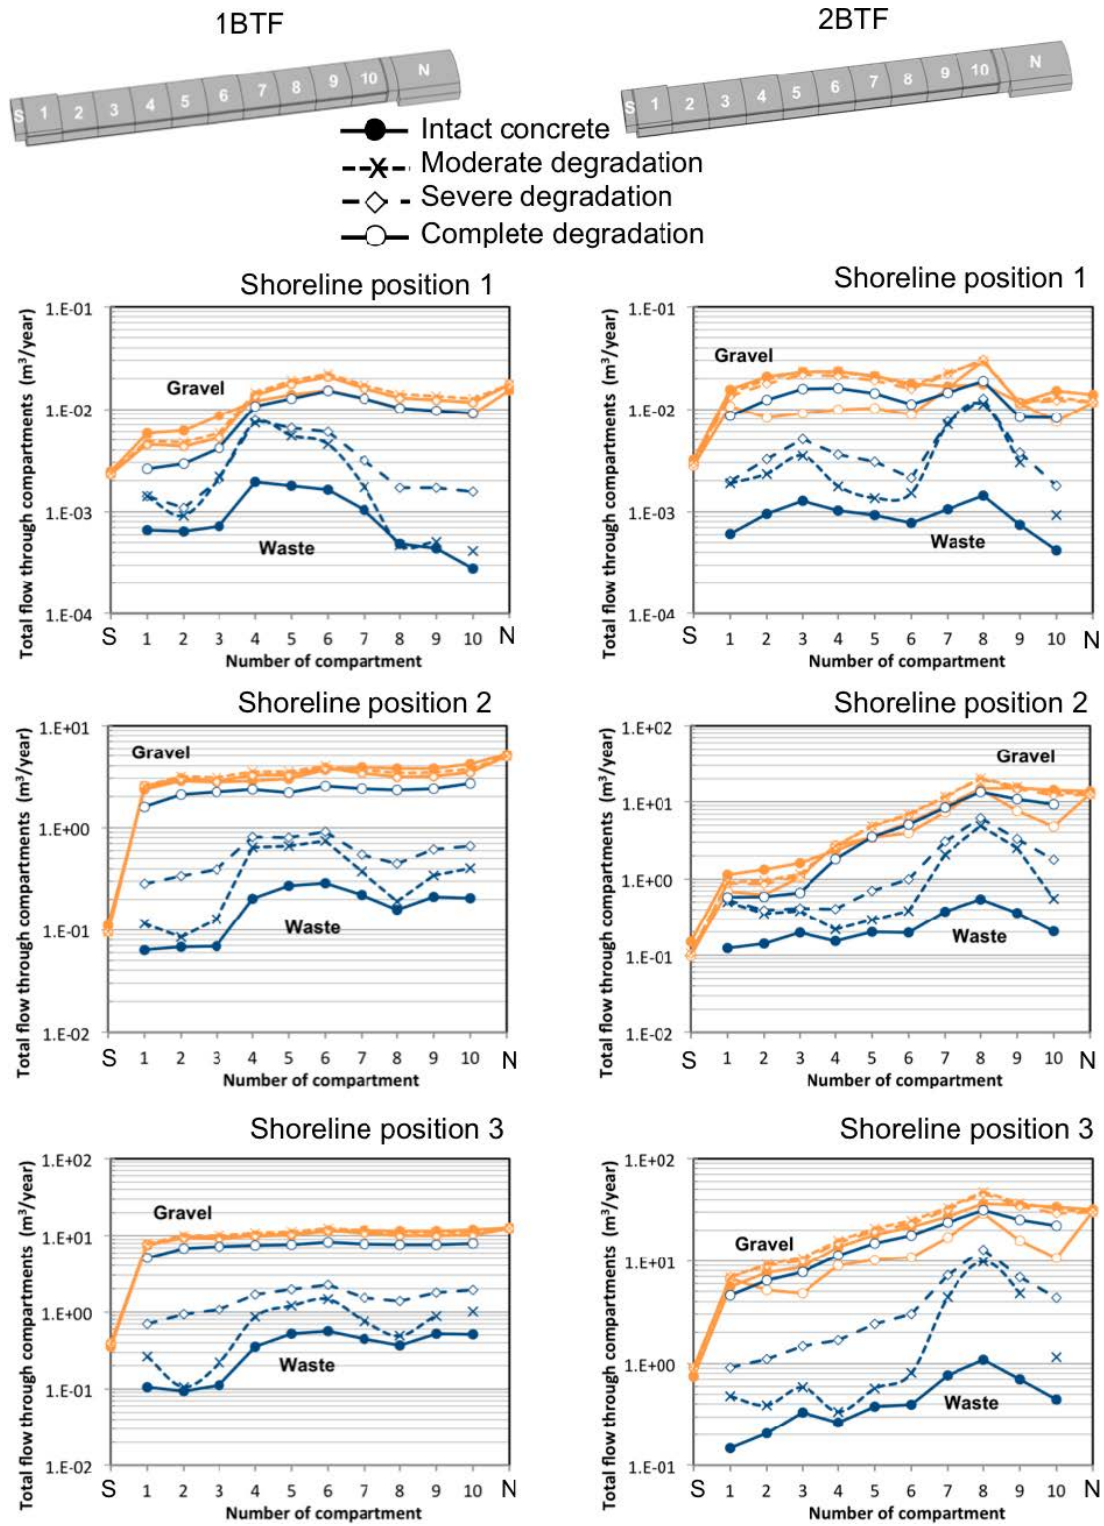 1BTF
2BTF
S 1 2 3 4 5 6 7 8 9 10 N
S 1 2 3 4 5 6 7 8 9 10 N
Intact concrete
Moderate degradation
Severe degradation
Complete degradation
Shoreline position 1
Total flow through compartments (m³/year)
1.E-01
1.E-02
1.E-03
1.E-04
Gravel
Waste
S 1 2 3 4 5 6 7 8 9 10 N
Number of compartment
Shoreline position 1
Total flow through compartments (m³/year)
1.E-01
1.E-02
1.E-03
1.E-04
Gravel
Waste
S 1 2 3 4 5 6 7 8 9 10 N
Number of compartment
Shoreline position 2
Total flow through compartments (m³/year)
1.E+01
1.E+00
1.E-01
1.E-02
Gravel
Waste
S 1 2 3 4 5 6 7 8 9 10 N
Number of compartment
Shoreline position 2
Total flow through compartments (m³/year)
1.E+02
1.E+01
1.E+00
1.E-01
1.E-02
Gravel
Waste
S 1 2 3 4 5 6 7 8 9 10 N
Number of compartment
Shoreline position 3
Total flow through compartments (m³/year)
1.E+02
1.E+01
1.E+00
1.E-01
1.E-02
Gravel
Waste
S 1 2 3 4 5 6 7 8 9 10 N
Number of compartment
Shoreline position 3
Total flow through compartments (m³/year)
1.E+02
1.E+01
1.E+00
1.E-01
Gravel
Waste
S 1 2 3 4 5 6 7 8 9 10 N
Number of compartment